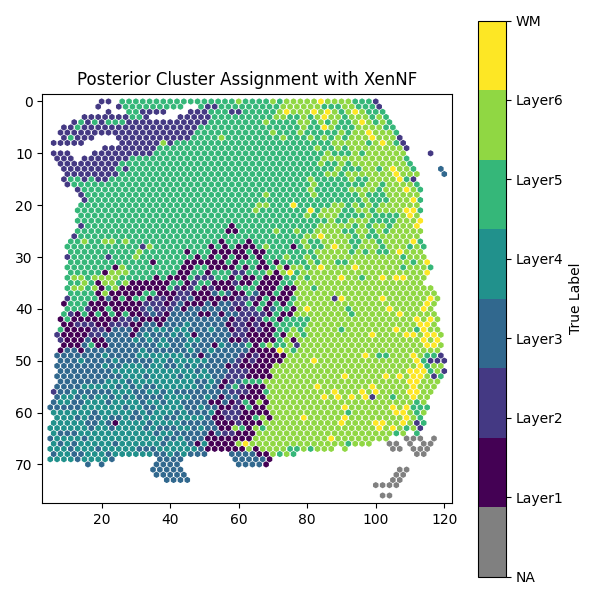 Posterior Cluster Assignment with XenNF
0
10
20
30
40
50
60
70
20
40
60
80
100
120
WM
Layer6
Layer5
Layer4
Layer3
Layer2
Layer1
NA
True Label